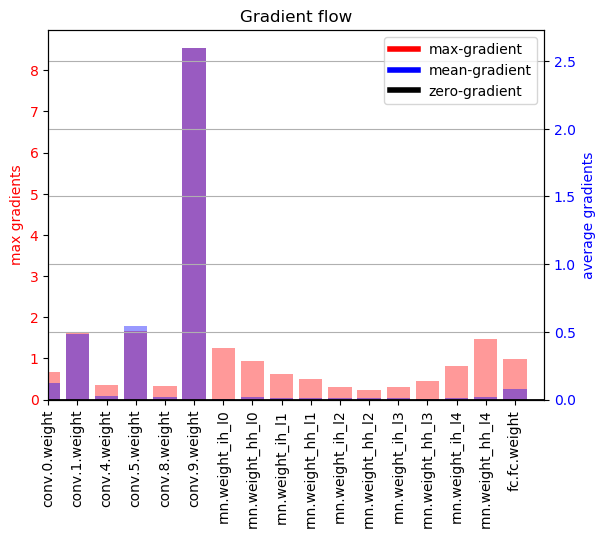 Gradient flow
max-gradient
mean-gradient
zero-gradient
max gradients
8
7
6
5
4
3
2
1
0
2.5
2.0
1.5
1.0
0.5
0.0
average gradients
conv.0.weight
conv.1.weight
conv.4.weight
conv.5.weight
conv.8.weight
conv.9.weight
rnn.weight_ih_l0
rnn.weight_hh_l0
rnn.weight_ih_l1
rnn.weight_hh_l1
rnn.weight_ih_l2
rnn.weight_hh_l2
rnn.weight_ih_l3
rnn.weight_hh_l3
rnn.weight_ih_l4
rnn.weight_hh_l4
fc.fc.weight